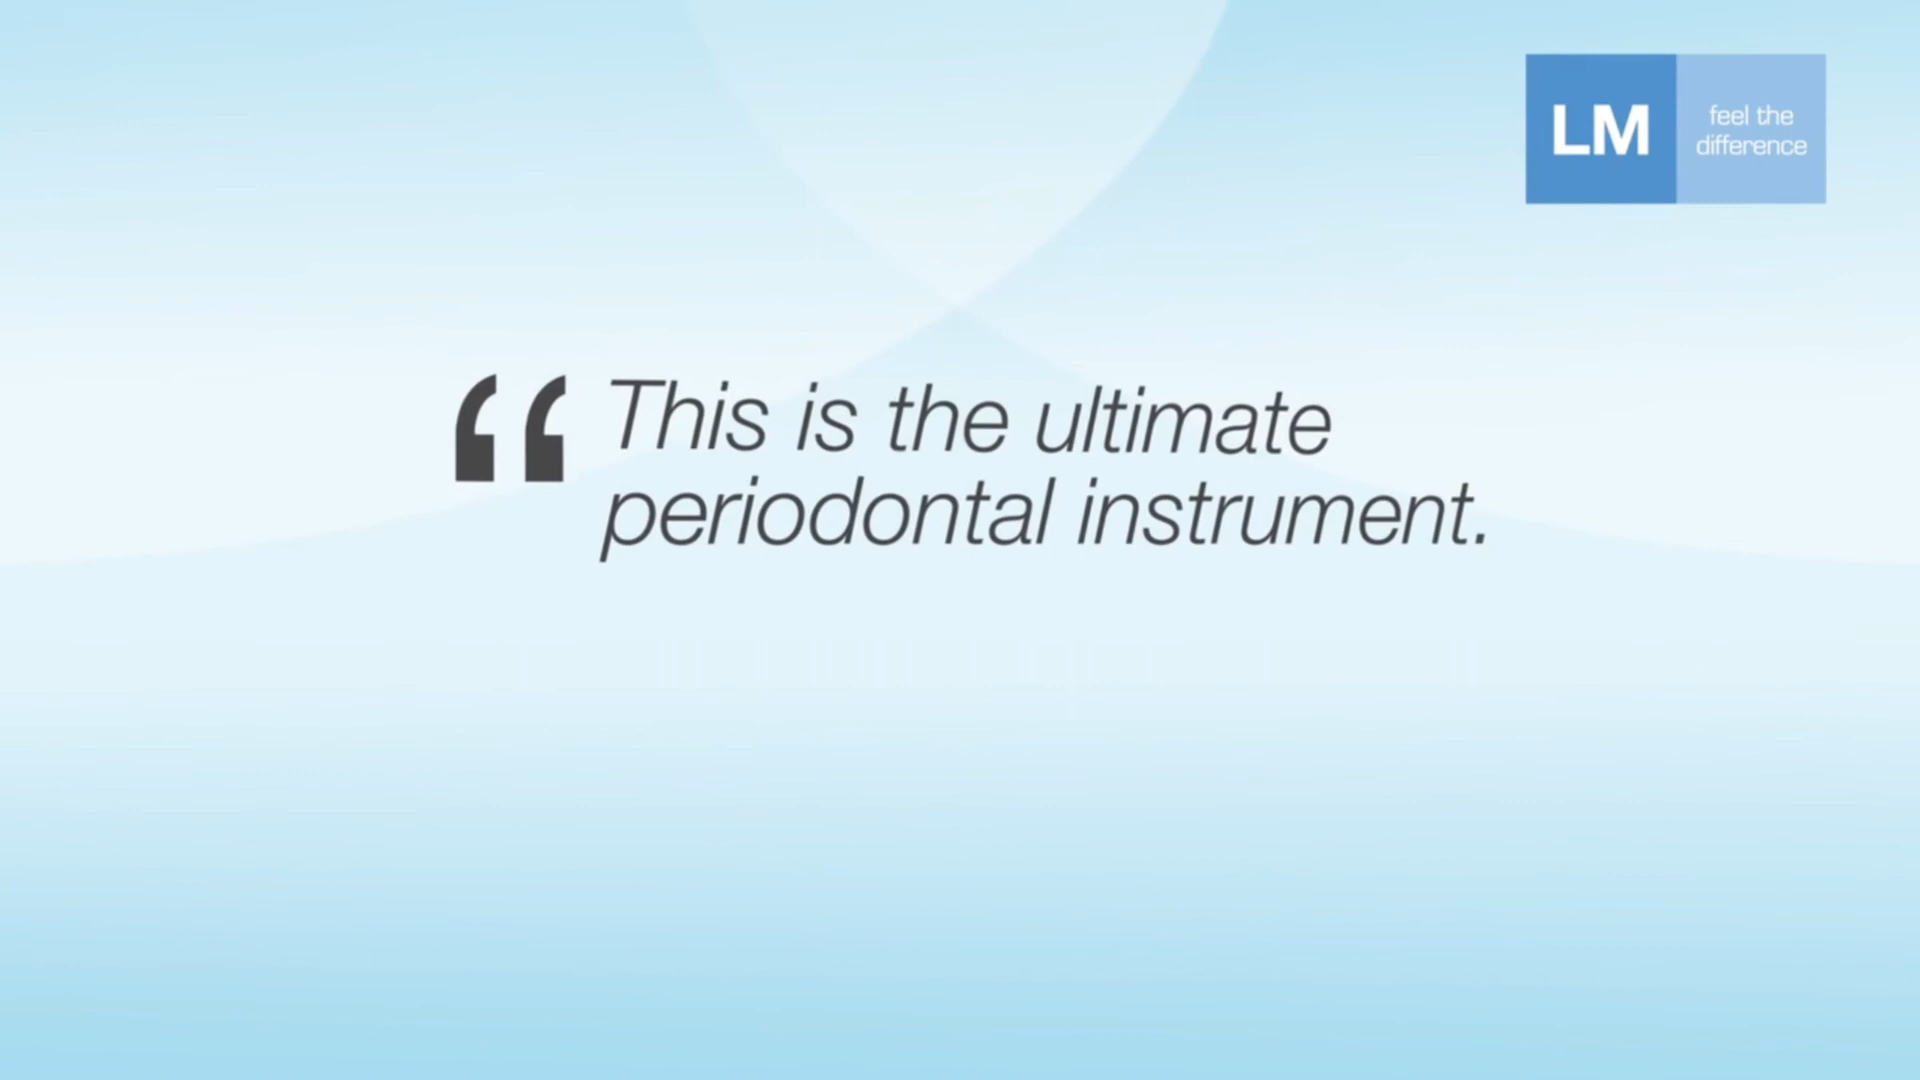 LM
feel the
difference
“ This is the ultimate
periodontal instrument.